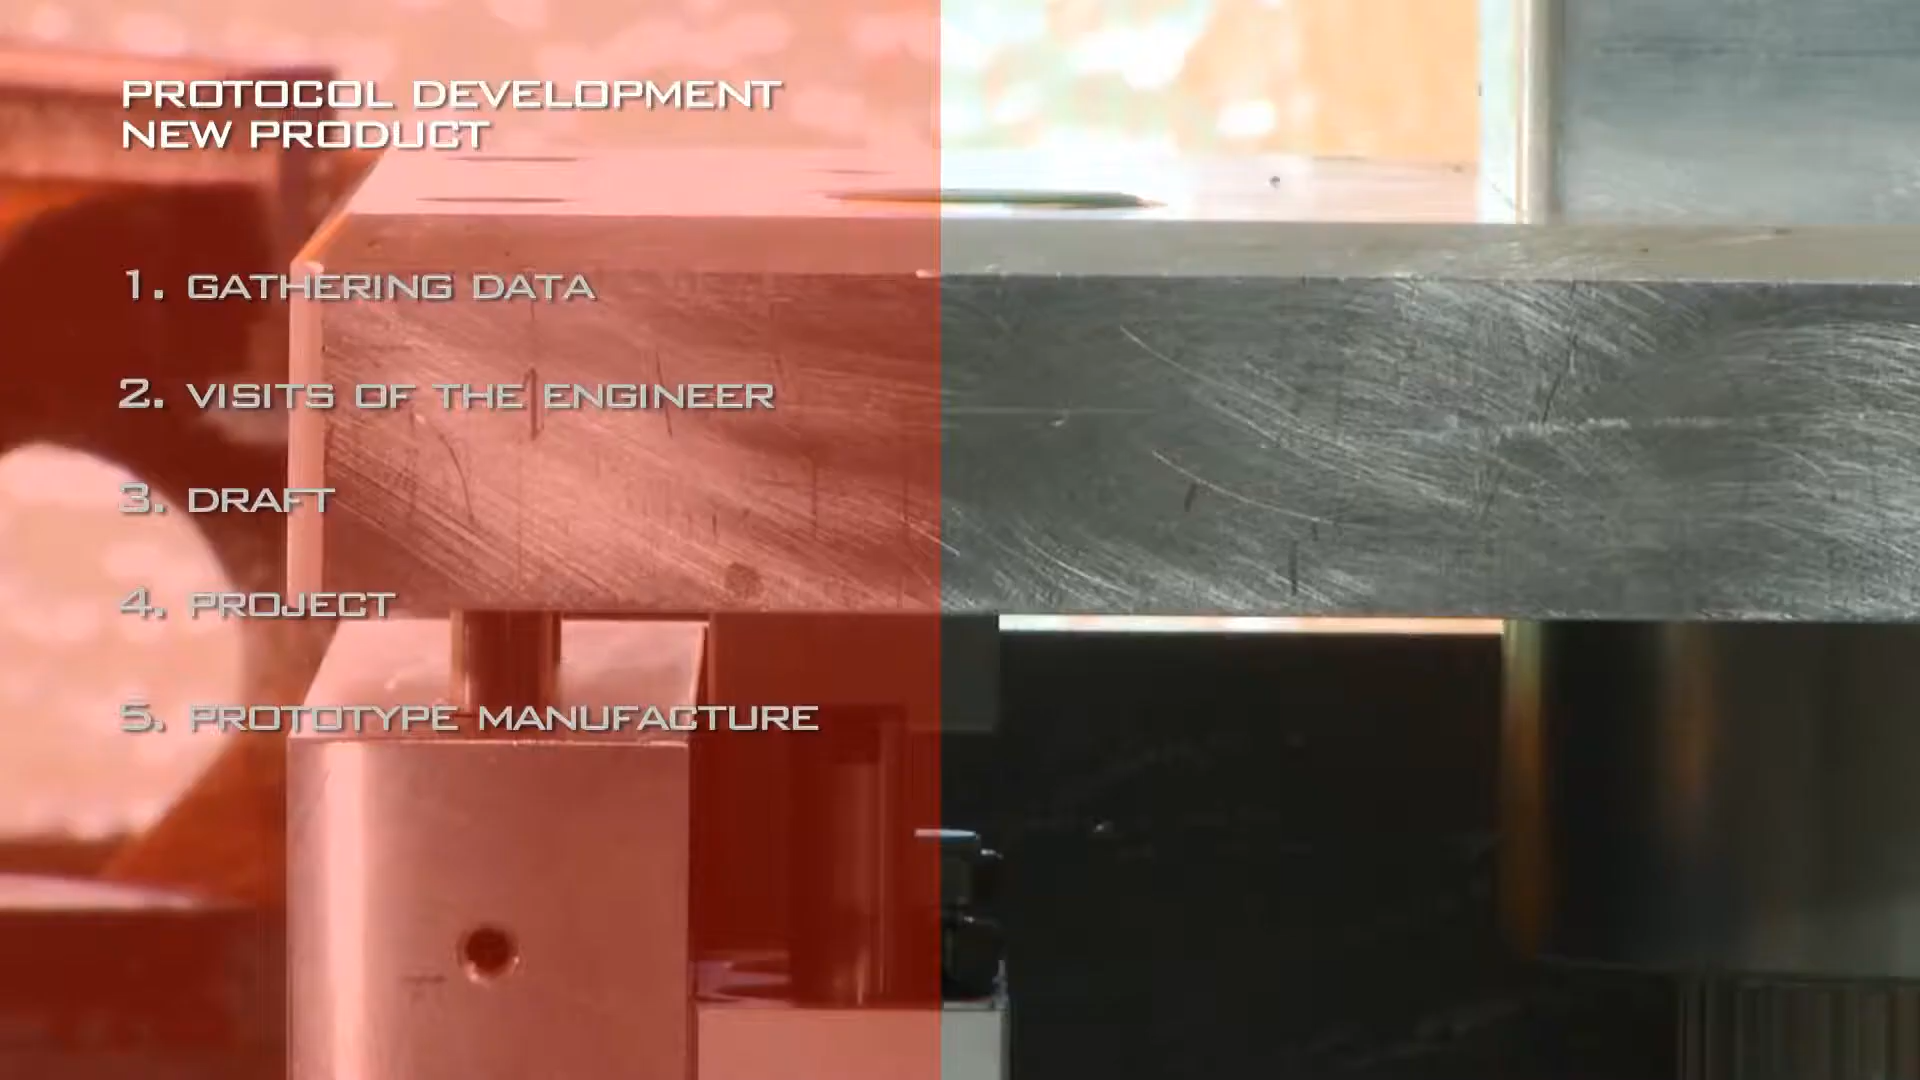 PROTOCOL DEVELOPMENT
NEW PRODUCT
1. GATHERING DATA
2. VISITS OF THE ENGINEER
3. DRAFT
4. PROJECT
5. PROTOTYPE MANUFACTURE